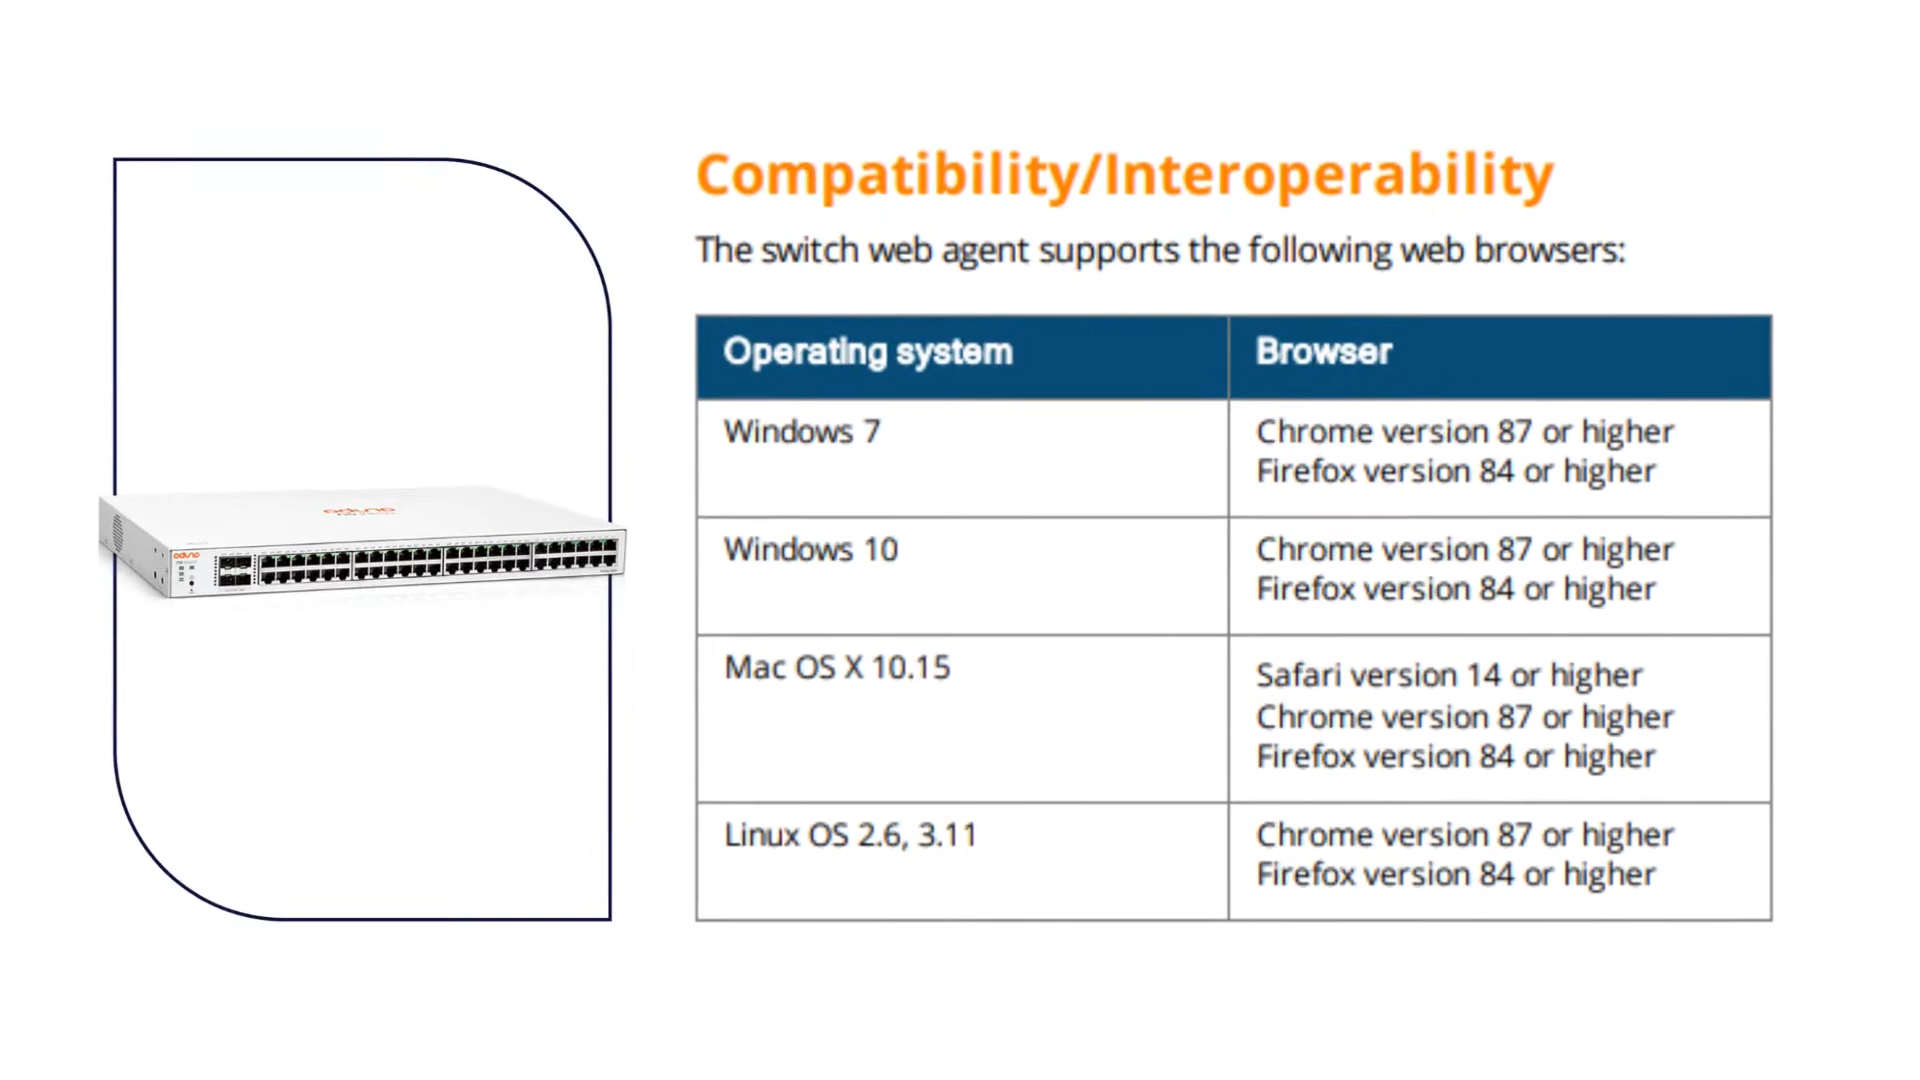 Compatibility/Interoperability
The switch web agent supports the following web browsers:
Operating system Browser
Windows 7 Chrome version 87 or higher
Firefox version 84 or higher
Windows 10 Chrome version 87 or higher
Firefox version 84 or higher
Mac OS X 10.15 Safari version 14 or higher
Chrome version 87 or higher
Firefox version 84 or higher
Linux OS 2.6, 3.11 Chrome version 87 or higher
Firefox version 84 or higher